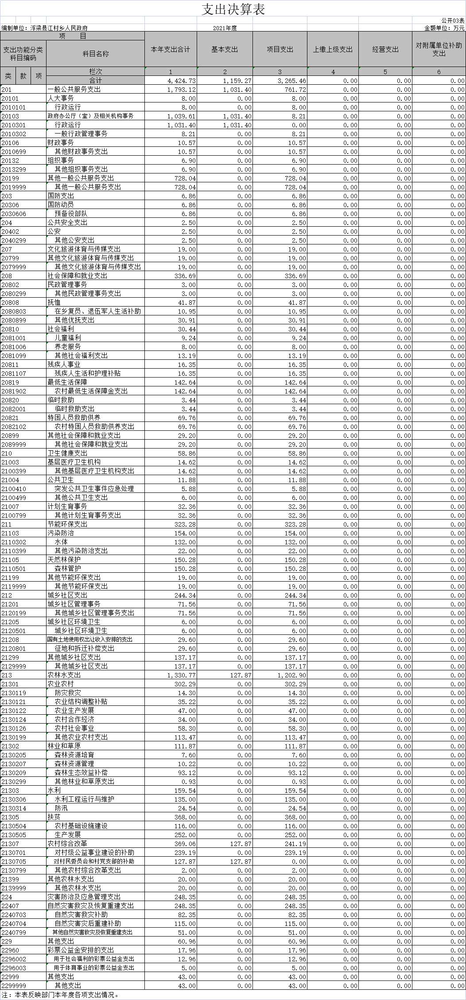 支出决算表
公开03表
编制单位：浮梁县江村乡人民政府 2021年度 金额单位：万元
项 目 本年支出合计 基本支出 项目支出 上缴上级支出 经营支出 对附属单位补助支出
支出功能分类科目编码 科目名称
类 款 项 栏次 1 2 3 4 5 6
合计 4,424.73 1,159.27 3,265.46 0.00 0.00 0.00
201 一般公共服务支出 1,793.12 1,031.40 761.72 0.00 0.00 0.00
20101 人大事务 8.00 0.00 8.00 0.00 0.00 0.00
2010101 行政运行 8.00 0.00 8.00 0.00 0.00 0.00
20103 政府办公厅（室）及相关机构事务 1,039.61 1,031.40 8.21 0.00 0.00 0.00
2010301 行政运行 1,031.40 1,031.40 0.00 0.00 0.00 0.00
2010302 一般行政管理事务 8.21 0.00 8.21 0.00 0.00 0.00
20106 财政事务 10.57 0.00 10.57 0.00 0.00 0.00
2010699 其他财政事务支出 10.57 0.00 10.57 0.00 0.00 0.00
20132 组织事务 6.90 0.00 6.90 0.00 0.00 0.00
2013299 其他组织事务支出 6.90 0.00 6.90 0.00 0.00 0.00
20199 其他一般公共服务支出 728.04 0.00 728.04 0.00 0.00 0.00
2019999 其他一般公共服务支出 728.04 0.00 728.04 0.00 0.00 0.00
203 国防支出 6.86 0.00 6.86 0.00 0.00 0.00
20306 国防动员 6.86 0.00 6.86 0.00 0.00 0.00
2030606 预备役部队 6.86 0.00 6.86 0.00 0.00 0.00
204 公共安全支出 2.50 0.00 2.50 0.00 0.00 0.00
20402 公安 2.50 0.00 2.50 0.00 0.00 0.00
2040299 其他公安支出 2.50 0.00 2.50 0.00 0.00 0.00
207 文化旅游体育与传媒支出 19.00 0.00 19.00 0.00 0.00 0.00
20799 其他文化旅游体育与传媒支出 19.00 0.00 19.00 0.00 0.00 0.00
2079999 其他文化旅游体育与传媒支出 19.00 0.00 19.00 0.00 0.00 0.00
208 社会保障和就业支出 336.69 0.00 336.69 0.00 0.00 0.00
20802 民政管理事务 3.00 0.00 3.00 0.00 0.00 0.00
2080299 其他民政管理事务支出 3.00 0.00 3.00 0.00 0.00 0.00
20808 抚恤 41.87 0.00 41.87 0.00 0.00 0.00
2080803 在乡复员、退伍军人生活补助 10.95 0.00 10.95 0.00 0.00 0.00
2080899 其他优抚支出 30.91 0.00 30.91 0.00 0.00 0.00
20810 社会福利 30.44 0.00 30.44 0.00 0.00 0.00
2081001 儿童福利 9.24 0.00 9.24 0.00 0.00 0.00
2081006 养老服务 8.00 0.00 8.00 0.00 0.00 0.00
2081099 其他社会福利支出 13.19 0.00 13.19 0.00 0.00 0.00
20811 残疾人事业 16.35 0.00 16.35 0.00 0.00 0.00
2081107 残疾人生活和护理补贴 16.35 0.00 16.35 0.00 0.00 0.00
20819 最低生活保障 142.64 0.00 142.64 0.00 0.00 0.00
2081902 农村最低生活保障金支出 142.64 0.00 142.64 0.00 0.00 0.00
20820 临时救助 3.44 0.00 3.44 0.00 0.00 0.00
2082001 临时救助支出 3.44 0.00 3.44 0.00 0.00 0.00
20821 特困人员救助供养 69.76 0.00 69.76 0.00 0.00 0.00
2082102 农村特困人员救助供养支出 69.76 0.00 69.76 0.00 0.00 0.00
20899 其他社会保障和就业支出 29.20 0.00 29.20 0.00 0.00 0.00
2089999 其他社会保障和就业支出 29.20 0.00 29.20 0.00 0.00 0.00
210 卫生健康支出 58.86 0.00 58.86 0.00 0.00 0.00
21003 基层医疗卫生机构 14.62 0.00 14.62 0.00 0.00 0.00
2100399 其他基层医疗卫生机构支出 14.62 0.00 14.62 0.00 0.00 0.00
21004 公共卫生 11.88 0.00 11.88 0.00 0.00 0.00
2100410 突发公共卫生事件应急处理 5.88 0.00 5.88 0.00 0.00 0.00
2100499 其他公共卫生支出 6.00 0.00 6.00 0.00 0.00 0.00
21007 计划生育事务 32.36 0.00 32.36 0.00 0.00 0.00
2100799 其他计划生育事务支出 32.36 0.00 32.36 0.00 0.00 0.00
211 节能环保支出 323.28 0.00 323.28 0.00 0.00 0.00
21103 污染防治 154.00 0.00 154.00 0.00 0.00 0.00
2110302 水体 132.00 0.00 132.00 0.00 0.00 0.00
2110399 其他污染防治支出 22.00 0.00 22.00 0.00 0.00 0.00
21105 天然林保护 150.28 0.00 150.28 0.00 0.00 0.00
2110501 森林管护 150.28 0.00 150.28 0.00 0.00 0.00
21199 其他节能环保支出 19.00 0.00 19.00 0.00 0.00 0.00
2119999 其他节能环保支出 19.00 0.00 19.00 0.00 0.00 0.00
212 城乡社区支出 244.34 0.00 244.34 0.00 0.00 0.00
21201 城乡社区管理事务 71.56 0.00 71.56 0.00 0.00 0.00
2120199 其他城乡社区管理事务支出 71.56 0.00 71.56 0.00 0.00 0.00
21205 城乡社区环境卫生 6.00 0.00 6.00 0.00 0.00 0.00
2120501 城乡社区环境卫生 6.00 0.00 6.00 0.00 0.00 0.00
21208 国有土地使用权出让收入安排的支出 29.60 0.00 29.60 0.00 0.00 0.00
2120801 征地和拆迁补偿支出 29.60 0.00 29.60 0.00 0.00 0.00
21299 其他城乡社区支出 137.17 0.00 137.17 0.00 0.00 0.00
2129999 其他城乡社区支出 137.17 0.00 137.17 0.00 0.00 0.00
213 农林水支出 1,330.77 127.87 1,202.90 0.00 0.00 0.00
21301 农业农村 302.29 0.00 302.29 0.00 0.00 0.00
2130119 防灾救灾 14.30 0.00 14.30 0.00 0.00 0.00
2130121 农业结构调整补贴 35.22 0.00 35.22 0.00 0.00 0.00
2130122 农业生产发展 47.00 0.00 47.00 0.00 0.00 0.00
2130124 农村合作经济 34.00 0.00 34.00 0.00 0.00 0.00
2130126 农村社会事业 58.30 0.00 58.30 0.00 0.00 0.00
2130199 其他农业农村支出 113.47 0.00 113.47 0.00 0.00 0.00
21302 林业和草原 111.87 0.00 111.87 0.00 0.00 0.00
2130205 森林资源培育 7.60 0.00 7.60 0.00 0.00 0.00
2130207 森林资源管理 10.22 0.00 10.22 0.00 0.00 0.00
2130209 森林生态效益补偿 93.12 0.00 93.12 0.00 0.00 0.00
2130299 其他林业和草原支出 0.93 0.00 0.93 0.00 0.00 0.00
21303 水利 159.54 0.00 159.54 0.00 0.00 0.00
2130306 水利工程运行与维护 135.00 0.00 135.00 0.00 0.00 0.00
2130314 防汛 24.54 0.00 24.54 0.00 0.00 0.00
21305 扶贫 368.00 0.00 368.00 0.00 0.00 0.00
2130504 农村基础设施建设 116.00 0.00 116.00 0.00 0.00 0.00
2130505 生产发展 252.00 0.00 252.00 0.00 0.00 0.00
21307 农村综合改革 369.06 127.87 241.19 0.00 0.00 0.00
2130701 对村级公益事业建设的补助 239.19 0.00 239.19 0.00 0.00 0.00
2130705 对村民委员会和村党支部的补助 127.87 127.87 0.00 0.00 0.00 0.00
2130799 其他农村综合改革支出 2.00 0.00 2.00 0.00 0.00 0.00
21399 其他农林水支出 20.00 0.00 20.00 0.00 0.00 0.00
2139999 其他农林水支出 20.00 0.00 20.00 0.00 0.00 0.00
224 灾害防治及应急管理支出 248.35 0.00 248.35 0.00 0.00 0.00
22407 自然灾害救灾及恢复重建支出 248.35 0.00 248.35 0.00 0.00 0.00
2240703 自然灾害救灾补助 82.35 0.00 82.35 0.00 0.00 0.00
2240704 自然灾害灾后重建补助 115.00 0.00 115.00 0.00 0.00 0.00
2240799 其他自然灾害救灾及恢复重建支出 51.00 0.00 51.00 0.00 0.00 0.00
229 其他支出 60.96 0.00 60.96 0.00 0.00 0.00
22960 彩票公益金安排的支出 17.96 0.00 17.96 0.00 0.00 0.00
2296002 用于社会福利的彩票公益金支出 12.96 0.00 12.96 0.00 0.00 0.00
2296003 用于体育事业的彩票公益金支出 5.00 0.00 5.00 0.00 0.00 0.00
22999 其他支出 43.00 0.00 43.00 0.00 0.00 0.00
2299999 其他支出 43.00 0.00 43.00 0.00 0.00 0.00
注：本表反映部门本年度各项支出情况。